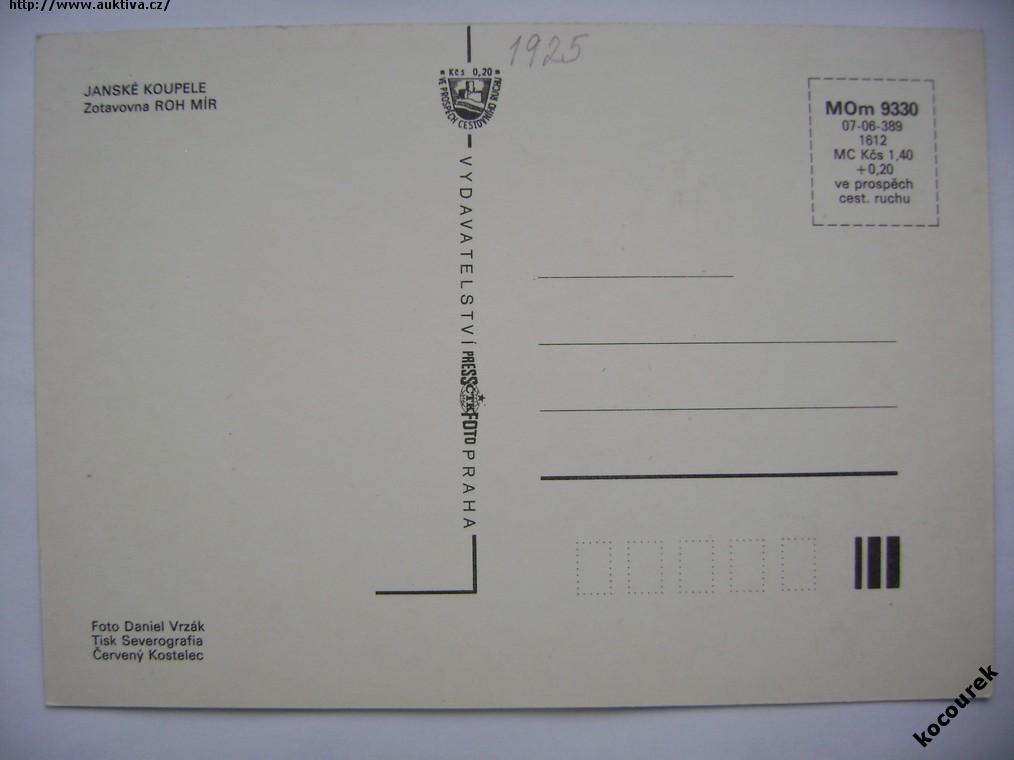 http://www.auktiva.cz/
1925
JANSKÉ KOUPELE
Zotavovna ROH MÍR
Kčs 0,20
VE PROSPĚCH CESTOVNÍHO RUCHU
MOm 9330
07-06-389
1612
MC Kčs 1,40
+0,20
ve prospěch
cest. ruchu
VYDAVATELSTVÍ PRESSFOTO PRAHA
ČTK
Foto Daniel Vrzák
Tisk Severografia
Červený Kostelec
kocourek